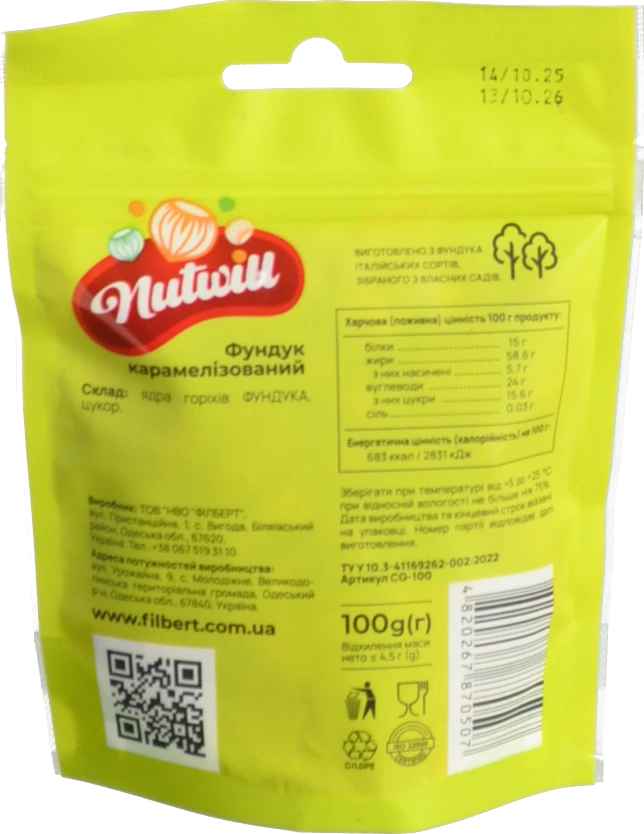 14/10.25
13/10.26
nutwill
Фундук
карамелізований
Склад: ядра горіхів ФУНДУКА,
цукор.
ВИГОТОВЛЕНО З ФУНДУКА
ІТАЛІЙСЬКИХ СОРТІВ,
ЗІБРАНОГО З ВЛАСНИХ САДІВ.
Харчова (поживна) цінність 100 г продукту:
білки 15 г
жири 58.6 г
з них насичені 5.7 г
вуглеводи 24 г
з них цукри 15.6 г
сіль 0.03 г
Енергетична цінність (калорійність) на 100 г:
683 ккал / 2831 кДж
Зберігати при температурі від +5 до +25 °C
при відносній вологості не більше ніж 75%.
Дата виробництва та кінцевий строк вказані
на упаковці. Номер партії відповідає даті
виготовлення.
ТУ У 10.3-41169262-002:2022
Артикул CO-100
Виробник: ТОВ "НВО "ФІЛБЕРТ",
вул. Пристанційна, 1, с. Вигода, Біляївський
район, Одеська обл., 67620,
Україна. Тел.: +38 067 519 31 10.
Адреса потужностей виробництва:
вул. Урожайна, 9, с. Молодіжне, Великодо-
линська територіальна громада, Одеський
р-н, Одеська обл., 67840, Україна.
www.filbert.com.ua
100g(г)
Відхилення маси
нето ≤ 4,5 г (g)
C/LDPE
ISO 22000
CERTIFIED
4820267870507